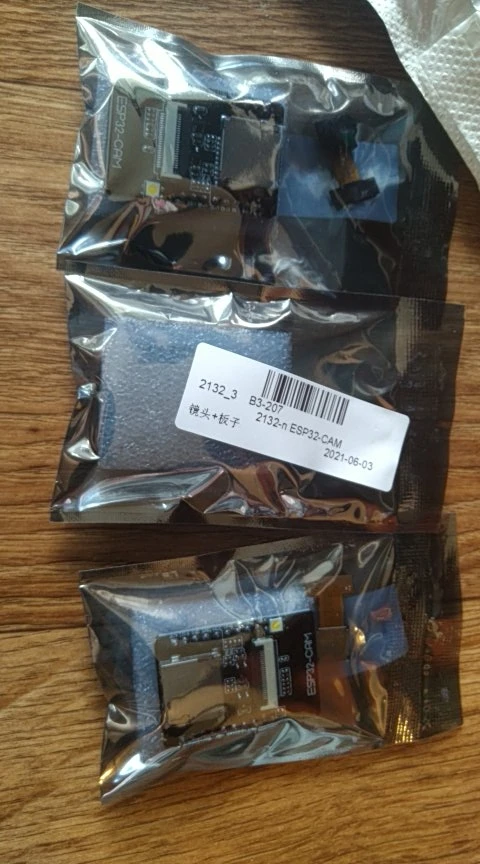 ESP32-CAM
2132_3 B3-207
镜头+板子 2132-n ESP32-CAM
2021-06-03
ESP32-CAM